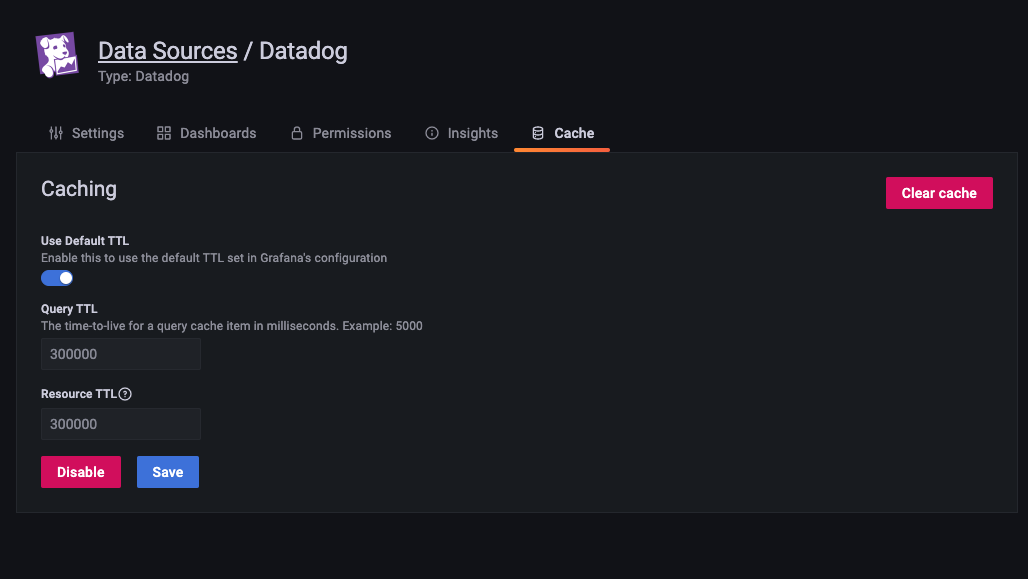 Data Sources / Datadog
Type: Datadog
Settings
Dashboards
Permissions
Insights
Cache
Caching
Clear cache
Use Default TTL
Enable this to use the default TTL set in Grafana's configuration
Query TTL
The time-to-live for a query cache item in milliseconds. Example: 5000
300000
Resource TTL
300000
Disable
Save